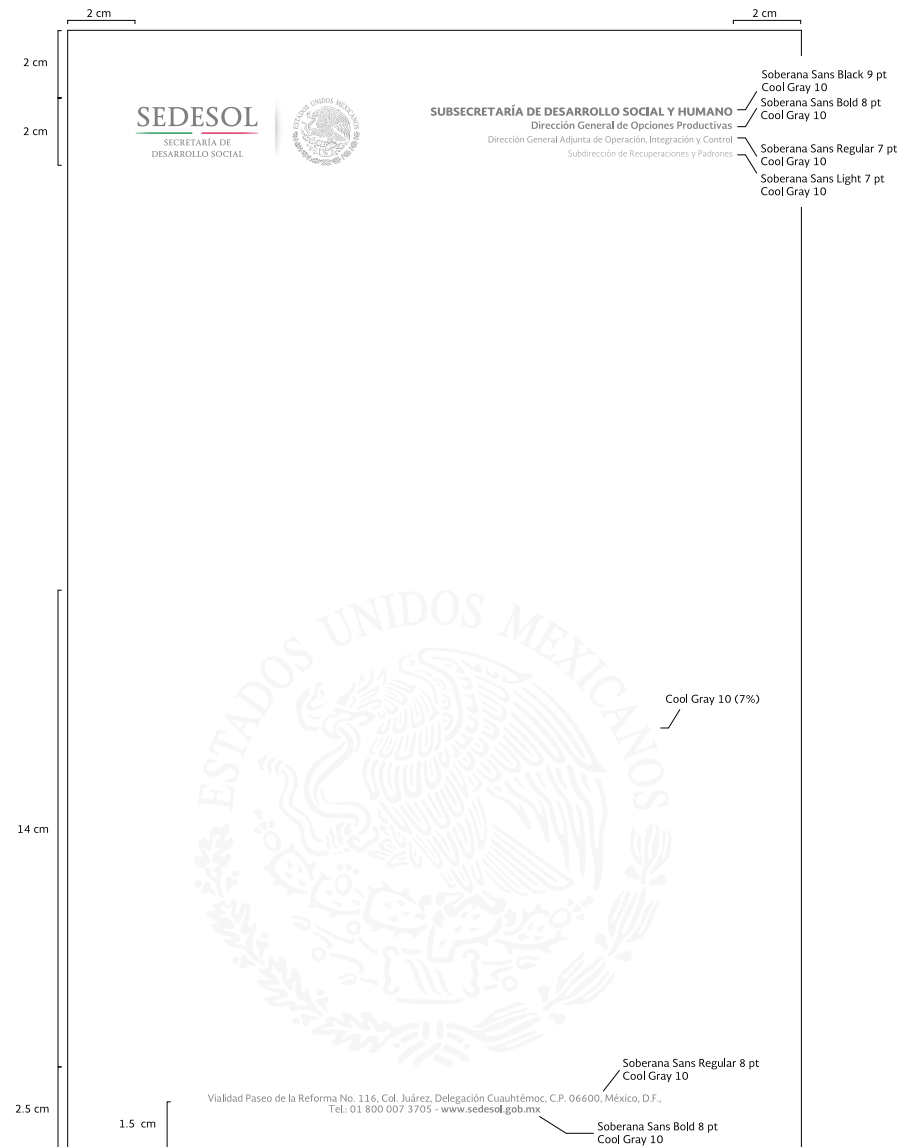 2 cm
2 cm
2 cm
2 cm
SEDESOL
SECRETARÍA DE
DESARROLLO SOCIAL
ESTADOS UNIDOS MEXICANOS
SUBSECRETARÍA DE DESARROLLO SOCIAL Y HUMANO
Dirección General de Opciones Productivas
Dirección General Adjunta de Operación, Integración y Control
Subdirección de Recuperaciones y Padrones
Soberana Sans Black 9 pt
Cool Gray 10
Soberana Sans Bold 8 pt
Cool Gray 10
Soberana Sans Regular 7 pt
Cool Gray 10
Soberana Sans Light 7 pt
Cool Gray 10
ESTADOS UNIDOS MEXICANOS
Cool Gray 10 (7%)
14 cm
Soberana Sans Regular 8 pt
Cool Gray 10
Vialidad Paseo de la Reforma No. 116, Col. Juárez, Delegación Cuauhtémoc, C.P. 06600, México, D.F.,
Tel.: 01 800 007 3705 - www.sedesol.gob.mx
2.5 cm
1.5 cm
Soberana Sans Bold 8 pt
Cool Gray 10